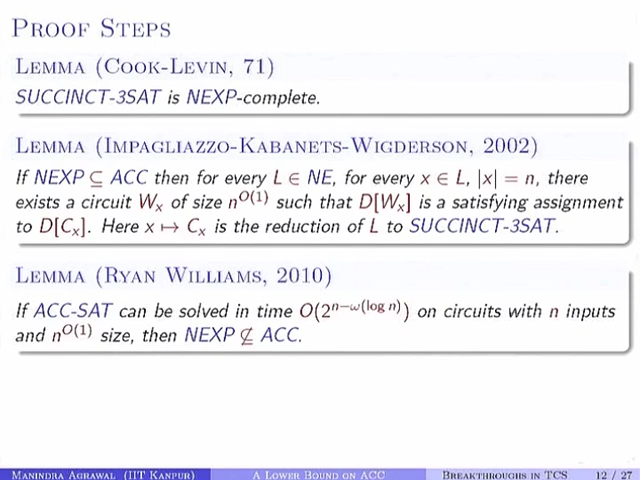 PROOF STEPS
LEMMA (COOK-LEVIN, 71)
SUCCINCT-3SAT is NEXP-complete.
LEMMA (IMPAGLIAZZO-KABANETS-WIGDERSON, 2002)
If NEXP ⊆ ACC then for every L ∈ NE, for every x ∈ L, |x| = n, there
exists a circuit Wₓ of size n^O(1) such that D[Wₓ] is a satisfying assignment
to D[Cₓ]. Here x ↦ Cₓ is the reduction of L to SUCCINCT-3SAT.
LEMMA (RYAN WILLIAMS, 2010)
If ACC-SAT can be solved in time O(2^{n−ω(log n)}) on circuits with n inputs
and n^O(1) size, then NEXP ⊈ ACC.
MANINDRA AGRAWAL (IIT KANPUR) A LOWER BOUND ON ACC BREAKTHROUGHS IN TCS 12 / 27